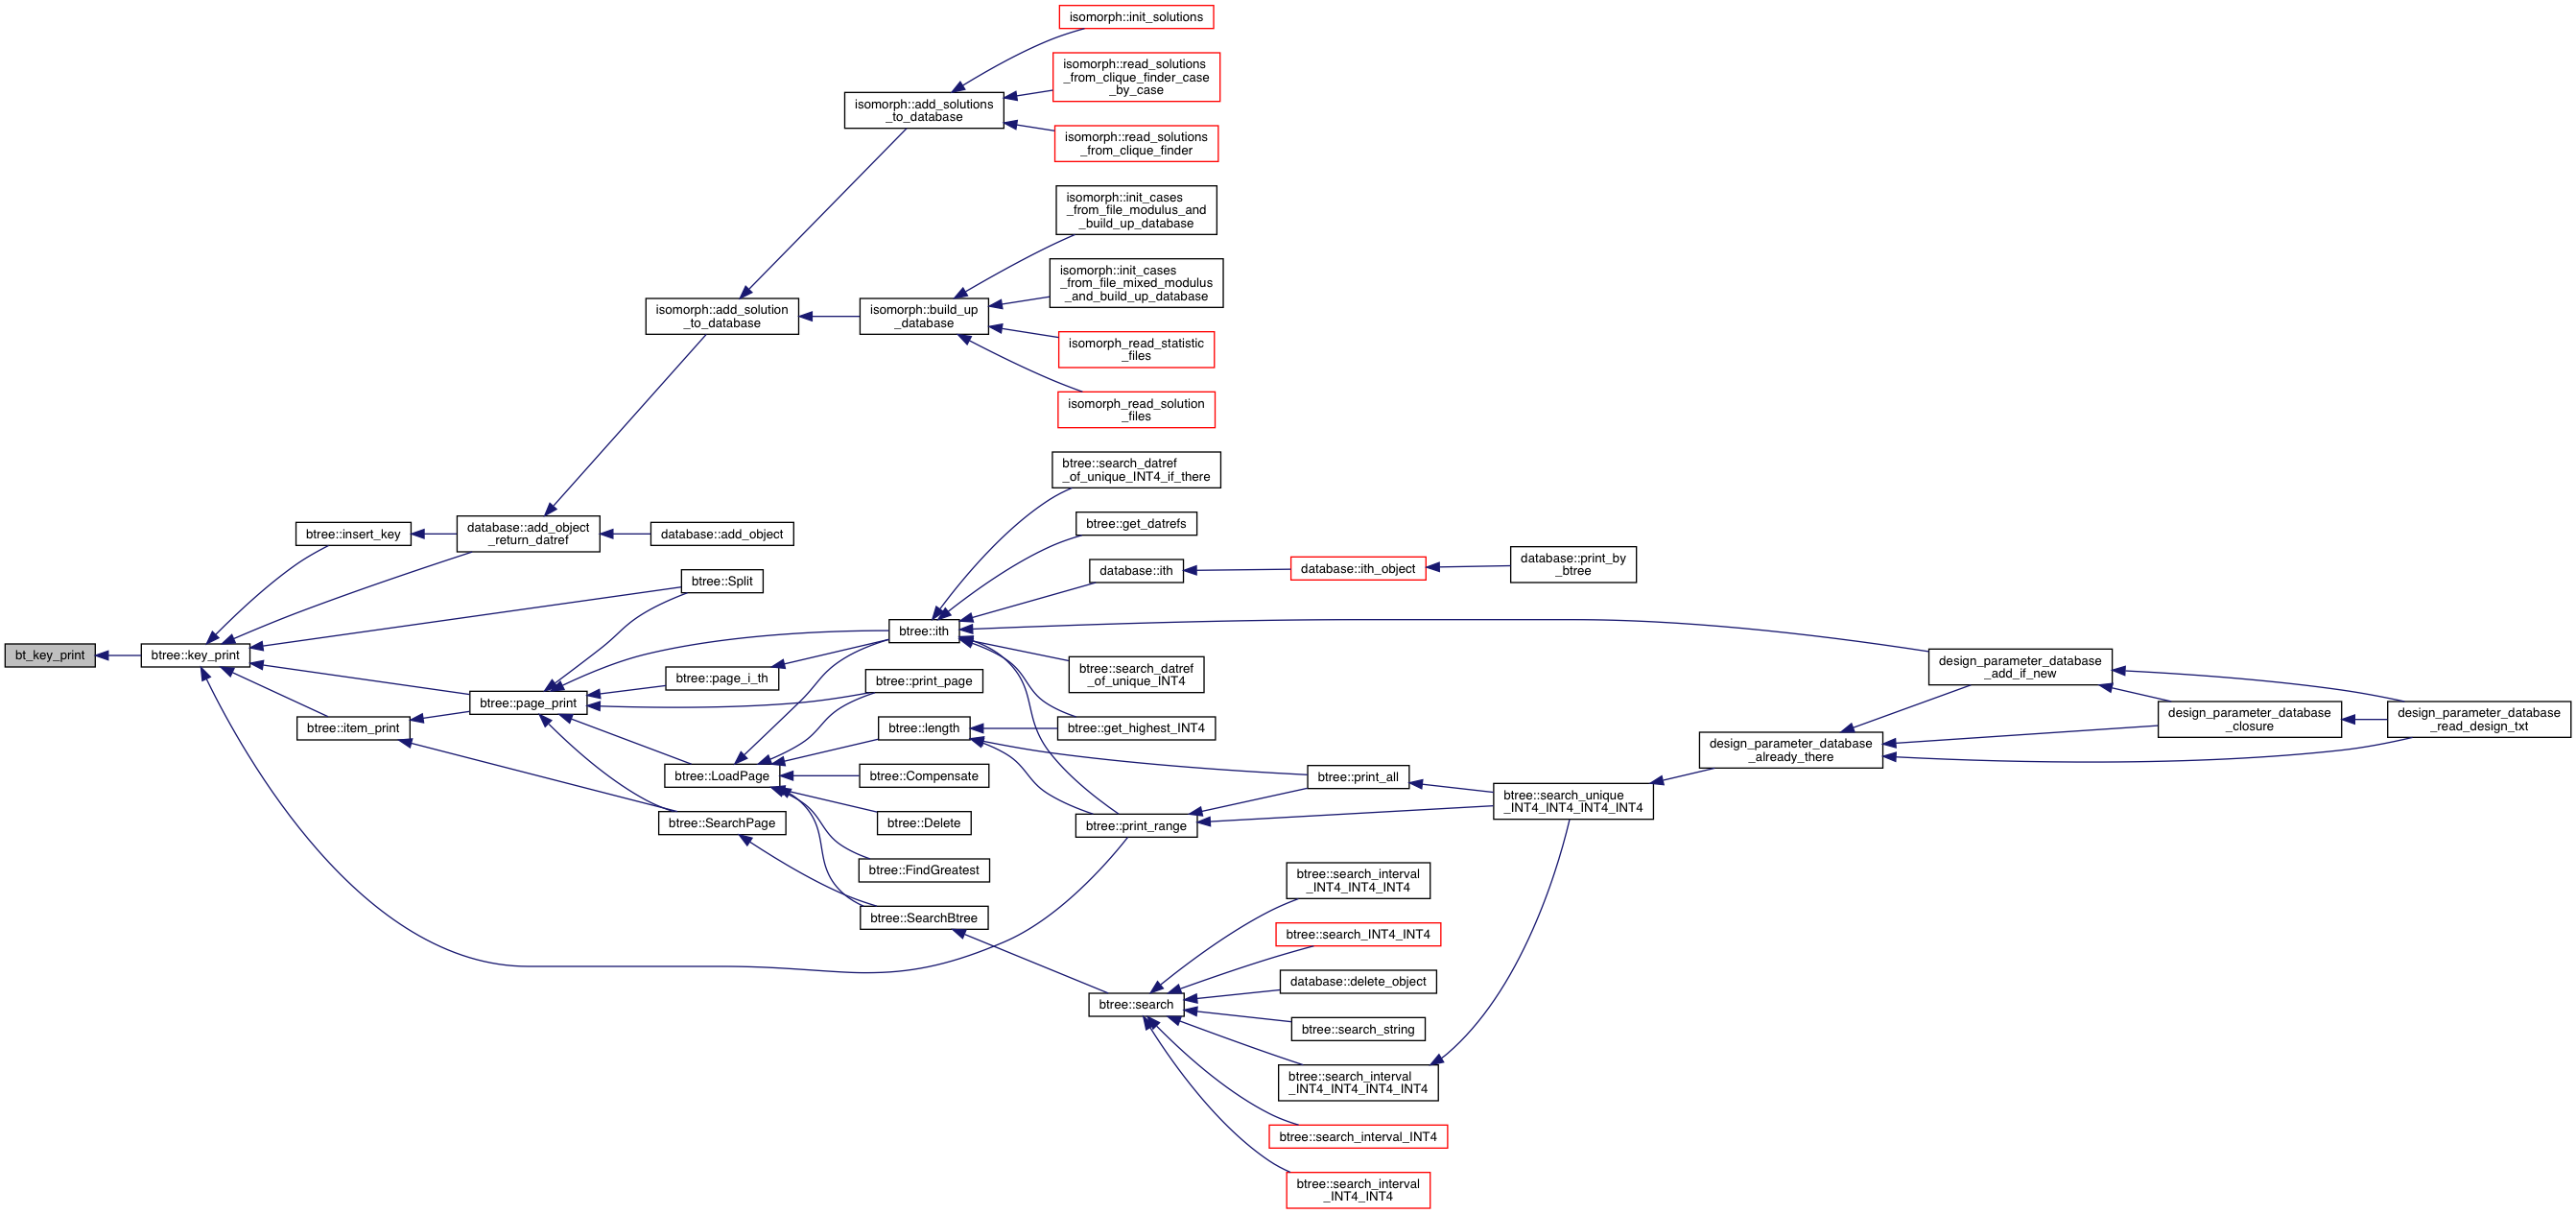 isomorph::init_solutions
isomorph::read_solutions
_from_clique_finder_case
_by_case
isomorph::add_solutions
_to_database
isomorph::read_solutions
_from_clique_finder
isomorph::init_cases
_from_file_modulus_and
_build_up_database
isomorph::init_cases
_from_file_mixed_modulus
_and_build_up_database
isomorph::add_solution
_to_database
isomorph::build_up
_database
isomorph_read_statistic
_files
isomorph_read_solution
_files
btree::search_datref
_of_unique_INT4_if_there
btree::insert_key
database::add_object
_return_datref
database::add_object
btree::get_datrefs
database::ith
database::ith_object
database::print_by
_btree
btree::Split
btree::ith
bt_key_print
btree::key_print
btree::page_i_th
btree::print_page
btree::search_datref
_of_unique_INT4
design_parameter_database
_add_if_new
btree::page_print
btree::item_print
btree::length
btree::get_highest_INT4
design_parameter_database
_closure
design_parameter_database
_read_design_txt
design_parameter_database
_already_there
btree::LoadPage
btree::Compensate
btree::print_all
btree::SearchPage
btree::Delete
btree::print_range
btree::search_unique
_INT4_INT4_INT4_INT4
btree::FindGreatest
btree::SearchBtree
btree::search_interval
_INT4_INT4_INT4
btree::search_INT4_INT4
database::delete_object
btree::search
btree::search_string
btree::search_interval
_INT4_INT4_INT4_INT4
btree::search_interval_INT4
btree::search_interval
_INT4_INT4